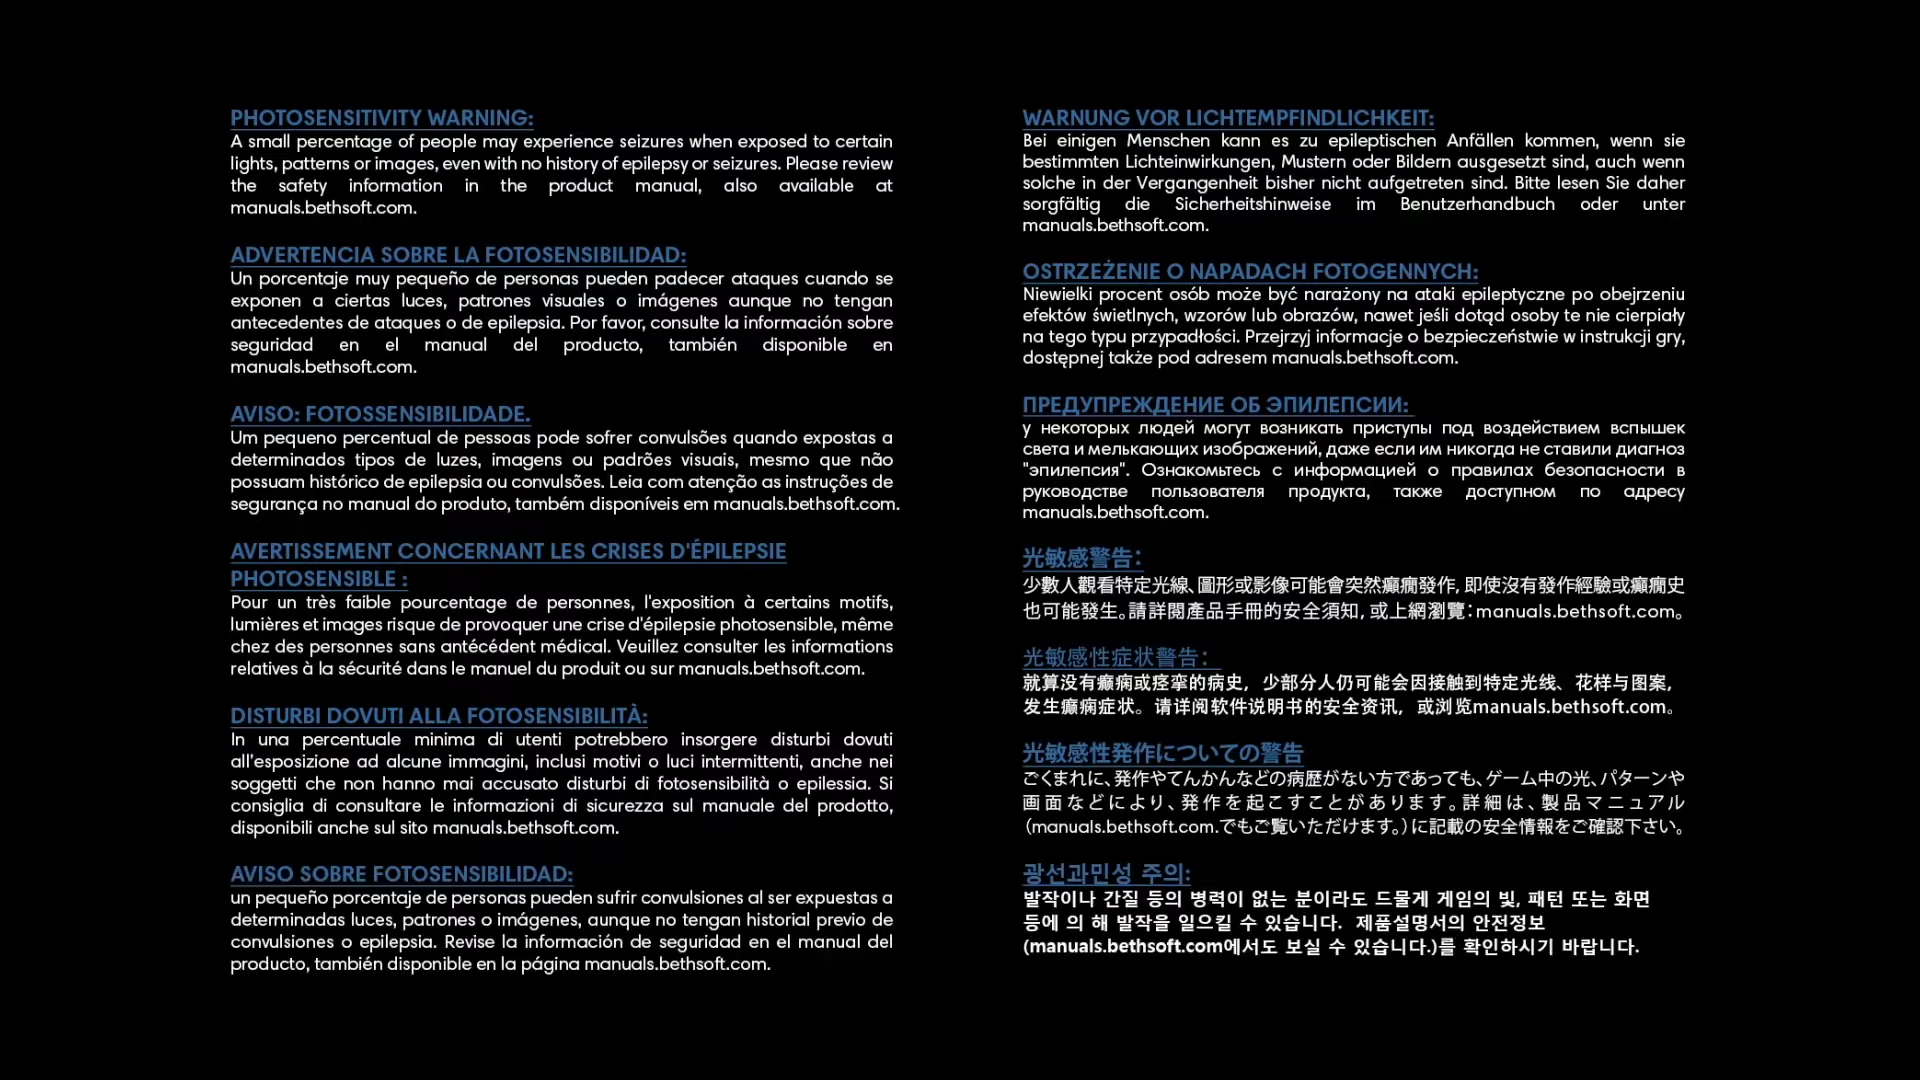 PHOTOSENSITIVITY WARNING:
A small percentage of people may experience seizures when exposed to certain
lights, patterns or images, even with no history of epilepsy or seizures. Please review
the safety information in the product manual, also available at
manuals.bethsoft.com.
ADVERTENCIA SOBRE LA FOTOSENSIBILIDAD:
Un porcentaje muy pequeño de personas pueden padecer ataques cuando se
exponen a ciertas luces, patrones visuales o imágenes aunque no tengan
antecedentes de ataques o de epilepsia. Por favor, consulte la información sobre
seguridad en el manual del producto, también disponible en
manuals.bethsoft.com.
AVISO: FOTOSSENSIBILIDADE.
Um pequeno percentual de pessoas pode sofrer convulsões quando expostas a
determinados tipos de luzes, imagens ou padrões visuais, mesmo que não
possuam histórico de epilepsia ou convulsões. Leia com atenção as instruções de
segurança no manual do produto, também disponíveis em manuals.bethsoft.com.
AVERTISSEMENT CONCERNANT LES CRISES D'ÉPILEPSIE
PHOTOSENSIBLE :
Pour un très faible pourcentage de personnes, l'exposition à certains motifs,
lumières et images risque de provoquer une crise d'épilepsie photosensible, même
chez des personnes sans antécédent médical. Veuillez consulter les informations
relatives à la sécurité dans le manuel du produit ou sur manuals.bethsoft.com.
DISTURBI DOVUTI ALLA FOTOSENSIBILITÀ:
In una percentuale minima di utenti potrebbero insorgere disturbi dovuti
all'esposizione ad alcune immagini, inclusi motivi o luci intermittenti, anche nei
soggetti che non hanno mai accusato disturbi di fotosensibilità o epilessia. Si
consiglia di consultare le informazioni di sicurezza sul manuale del prodotto,
disponibili anche sul sito manuals.bethsoft.com.
AVISO SOBRE FOTOSENSIBILIDAD:
un pequeño porcentaje de personas pueden sufrir convulsiones al ser expuestas a
determinadas luces, patrones o imágenes, aunque no tengan historial previo de
convulsiones o epilepsia. Revise la información de seguridad en el manual del
producto, también disponible en la página manuals.bethsoft.com.
WARNUNG VOR LICHTEMPFINDLICHKEIT:
Bei einigen Menschen kann es zu epileptischen Anfällen kommen, wenn sie
bestimmten Lichteinwirkungen, Mustern oder Bildern ausgesetzt sind, auch wenn
solche in der Vergangenheit bisher nicht aufgetreten sind. Bitte lesen Sie daher
sorgfältig die Sicherheitshinweise im Benutzerhandbuch oder unter
manuals.bethsoft.com.
OSTRZEŻENIE O NAPADACH FOTOGENNYCH:
Niewielki procent osób może być narażony na ataki epileptyczne po obejrzeniu
efektów świetlnych, wzorów lub obrazów, nawet jeśli dotąd osoby te nie cierpiały
na tego typu przypadłości. Przejrzyj informacje o bezpieczeństwie w instrukcji gry,
dostępnej także pod adresem manuals.bethsoft.com.
ПРЕДУПРЕЖДЕНИЕ ОБ ЭПИЛЕПСИИ:
у некоторых людей могут возникать приступы под воздействием вспышек
света и мелькающих изображений, даже если им никогда не ставили диагноз
"эпилепсия". Ознакомьтесь с информацией о правилах безопасности в
руководстве пользователя продукта, также доступном по адресу
manuals.bethsoft.com.
光敏感警告：
少數人觀看特定光線、圖形或影像可能會突然癲癇發作, 即使沒有發作經驗或癲癇史
也可能發生。請詳閱產品手冊的安全須知, 或上網瀏覽：manuals.bethsoft.com。
光敏感性症状警告：
就算没有癫痫或痉挛的病史，少部分人仍可能会因接触到特定光线、花样与图案，
发生癫痫症状。请详阅软件说明书的安全资讯，或浏览manuals.bethsoft.com。
光敏感性発作についての警告
ごくまれに、発作やてんかんなどの病歴がない方であっても、ゲーム中の光、パターンや
画面などにより、発作を起こすことがあります。詳細は、製品マニュアル
（manuals.bethsoft.com.でもご覧いただけます。）に記載の安全情報をご確認下さい。
광선과민성 주의:
발작이나 간질 등의 병력이 없는 분이라도 드물게 게임의 빛, 패턴 또는 화면
등에 의 해 발작을 일으킬 수 있습니다. 제품설명서의 안전정보
(manuals.bethsoft.com에서도 보실 수 있습니다.)를 확인하시기 바랍니다.